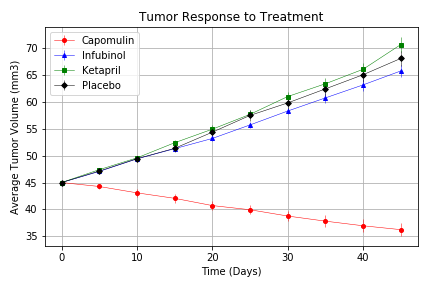 Tumor Response to Treatment
Capomulin
Infubinol
Ketapril
Placebo
Average Tumor Volume (mm3)
70
65
60
55
50
45
40
35
0 10 20 30 40
Time (Days)